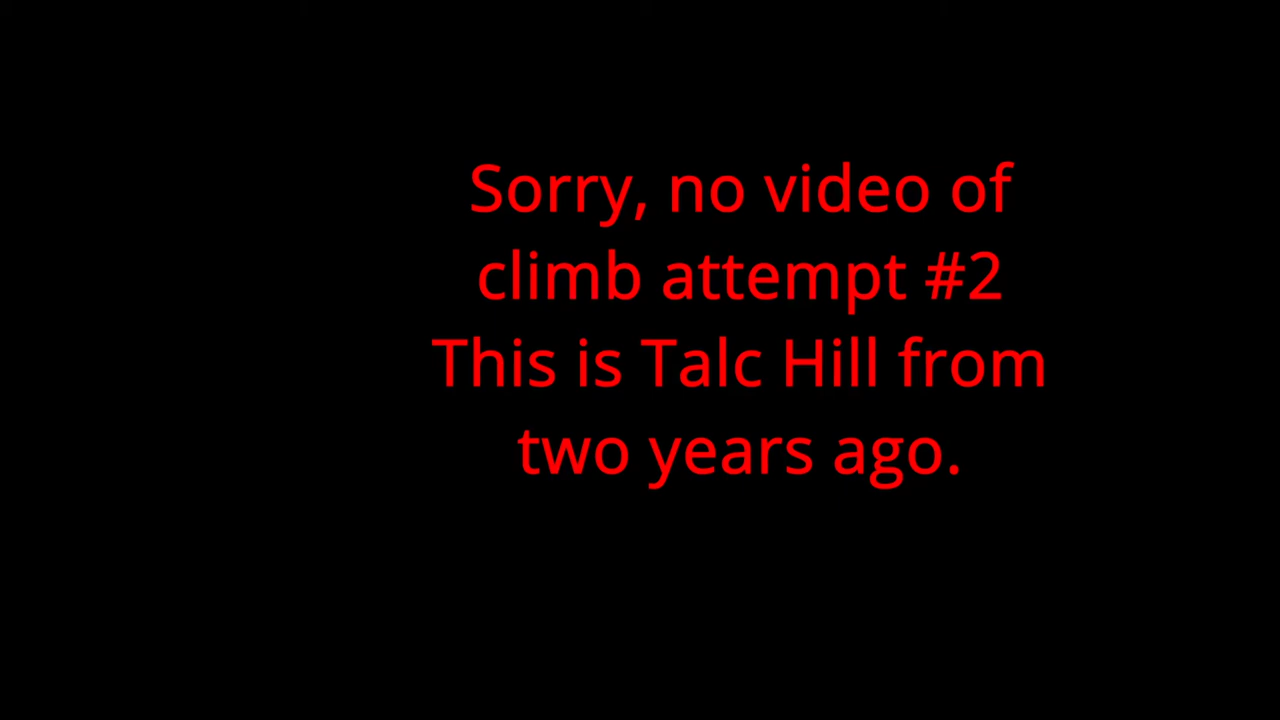 Sorry, no video of
climb attempt #2
This is Talc Hill from
two years ago.